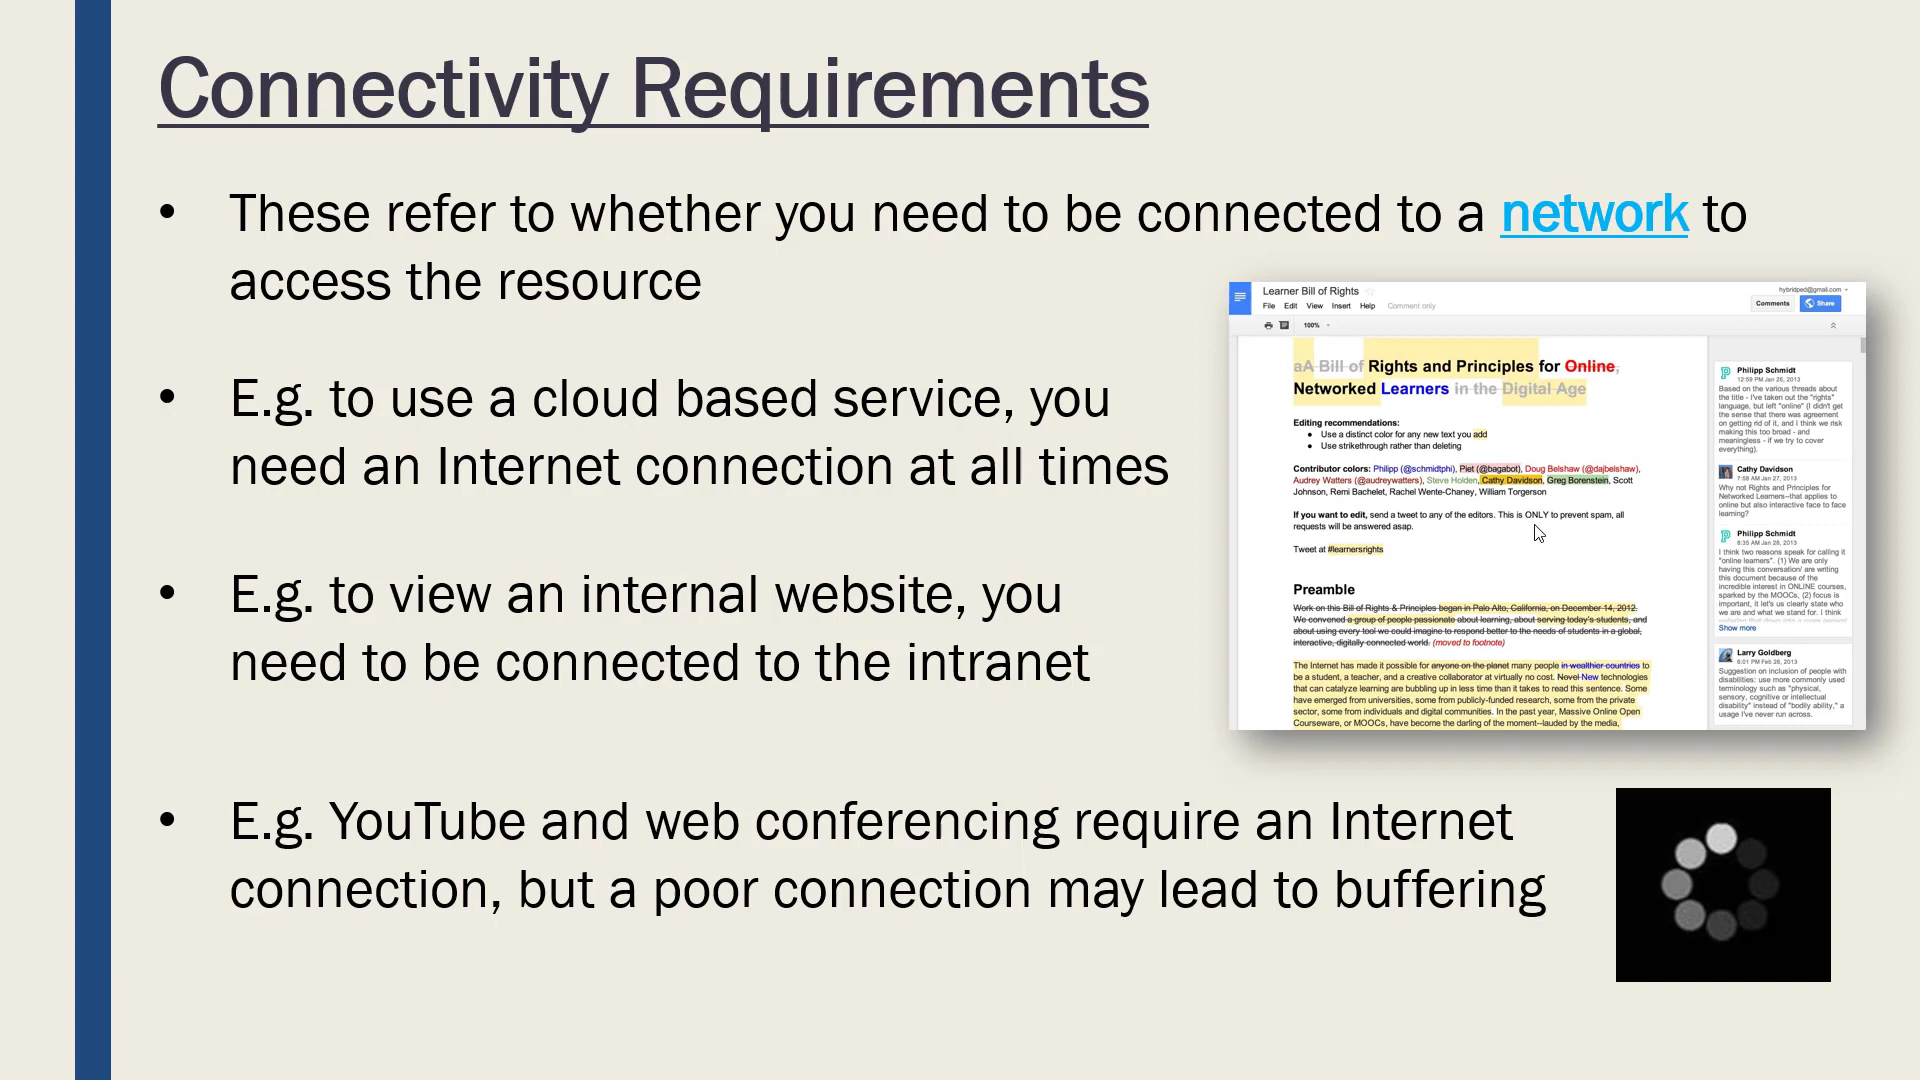 Connectivity Requirements
• These refer to whether you need to be connected to a network to
access the resource
• E.g. to use a cloud based service, you
need an Internet connection at all times
• E.g. to view an internal website, you
need to be connected to the intranet
• E.g. YouTube and web conferencing require an Internet
connection, but a poor connection may lead to buffering
Learner Bill of Rights
hybridped@gmail.com
File Edit View Insert Help Comment only
Comments Share
100%
aA Bill of Rights and Principles for Online,
Networked Learners in the Digital Age
Editing recommendations:
• Use a distinct color for any new text you add
• Use strikethrough rather than deleting
Contributor colors: Philipp (@schmidtphi), Piet (@bagabot), Doug Belshaw (@dajbelshaw),
Audrey Watters (@audreywatters), Steve Holden, Cathy Davidson, Greg Borenstein, Scott
Johnson, Remi Bachelet, Rachel Wente-Chaney, William Torgerson
If you want to edit, send a tweet to any of the editors. This is ONLY to prevent spam, all
requests will be answered asap.
Tweet at #learnersrights
Preamble
Work on this Bill of Rights & Principles began in Palo Alto, California, on December 14, 2012.
We convened a group of people passionate about learning, about serving today's students, and
about using every tool we could imagine to respond better to the needs of students in a global,
interactive, digitally connected world. (moved to footnote)
The Internet has made it possible for anyone on the planet many people in wealthier countries to
be a student, a teacher, and a creative collaborator at virtually no cost. Novel New technologies
that can catalyze learning are bubbling up in less time than it takes to read this sentence. Some
have emerged from universities, some from publicly-funded research, some from the private
sector, some from individuals and digital communities. In the past year, Massive Online Open
Courseware, or MOOCs, have become the darling of the moment--lauded by the media,
Philipp Schmidt
12:59 PM Jan 26, 2013
Based on the various threads about
the title - I've taken out the "rights"
language, but left "online" (I didn't get
the sense that there was agreement
on getting rid of it, and I think we risk
making this too broad - and
meaningless - if we try to cover
everything).
Cathy Davidson
7:58 AM Jan 27, 2013
Why not Rights and Principles for
Networked Learners--that applies to
online but also interactive face to face
learning?
Philipp Schmidt
8:35 AM Jan 28, 2013
I think two reasons speak for calling it
"online learners". (1) We are only
having this conversation/ are writing
this document because of the
incredible interest in ONLINE courses,
sparked by the MOOCs, (2) focus is
important, it let's us clearly state who
we are and what we stand for. I think
Show more
Larry Goldberg
6:01 PM Feb 26, 2013
Suggestion on inclusion of people with
disabilities: use more commonly used
terminology such as "physical,
sensory, cognitive or intellectual
disability" instead of "bodily ability," a
usage I've never run across.